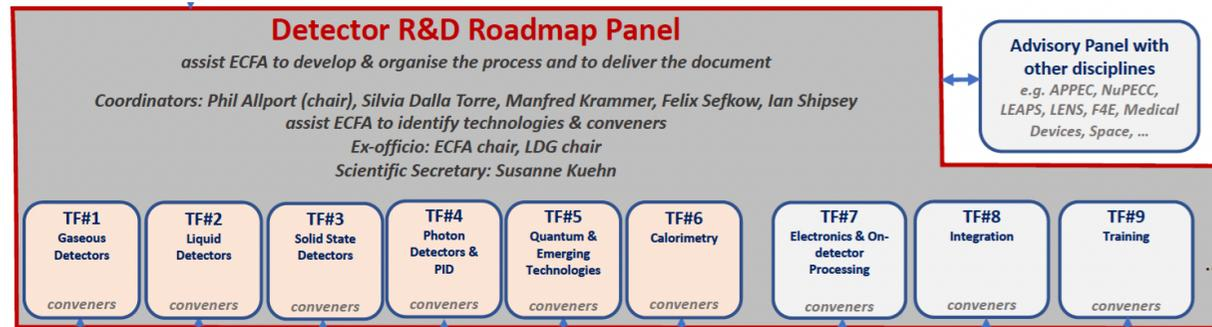 Detector R&D Roadmap Panel
assist ECFA to develop & organise the process and to deliver the document
Coordinators: Phil Allport (chair), Silvia Dalla Torre, Manfred Krammer, Felix Sefkow, Ian Shipsey
assist ECFA to identify technologies & conveners
Ex-officio: ECFA chair, LDG chair
Scientific Secretary: Susanne Kuehn
Advisory Panel with
other disciplines
e.g. APPEC, NuPECC,
LEAPS, LENS, F4E, Medical
Devices, Space, ...
TF#1
Gaseous
Detectors
conveners
TF#2
Liquid
Detectors
conveners
TF#3
Solid State
Detectors
conveners
TF#4
Photon
Detectors &
PID
conveners
TF#5
Quantum &
Emerging
Technologies
conveners
TF#6
Calorimetry
conveners
TF#7
Electronics & On-
detector
Processing
conveners
TF#8
Integration
conveners
TF#9
Training
conveners